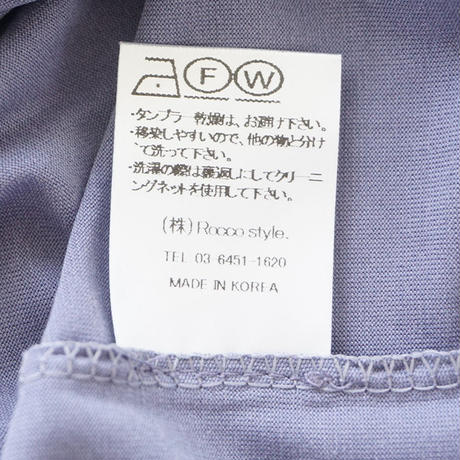 F W
・タンブラー乾燥は、お避け下さい。
・移染しやすいので、他の物と分け
て洗って下さい。
・洗濯の際は裏返しにしてクリーニ
ングネットを使用して下さい。
(株) Rocco style.
TEL 03-6451-1620
MADE IN KOREA